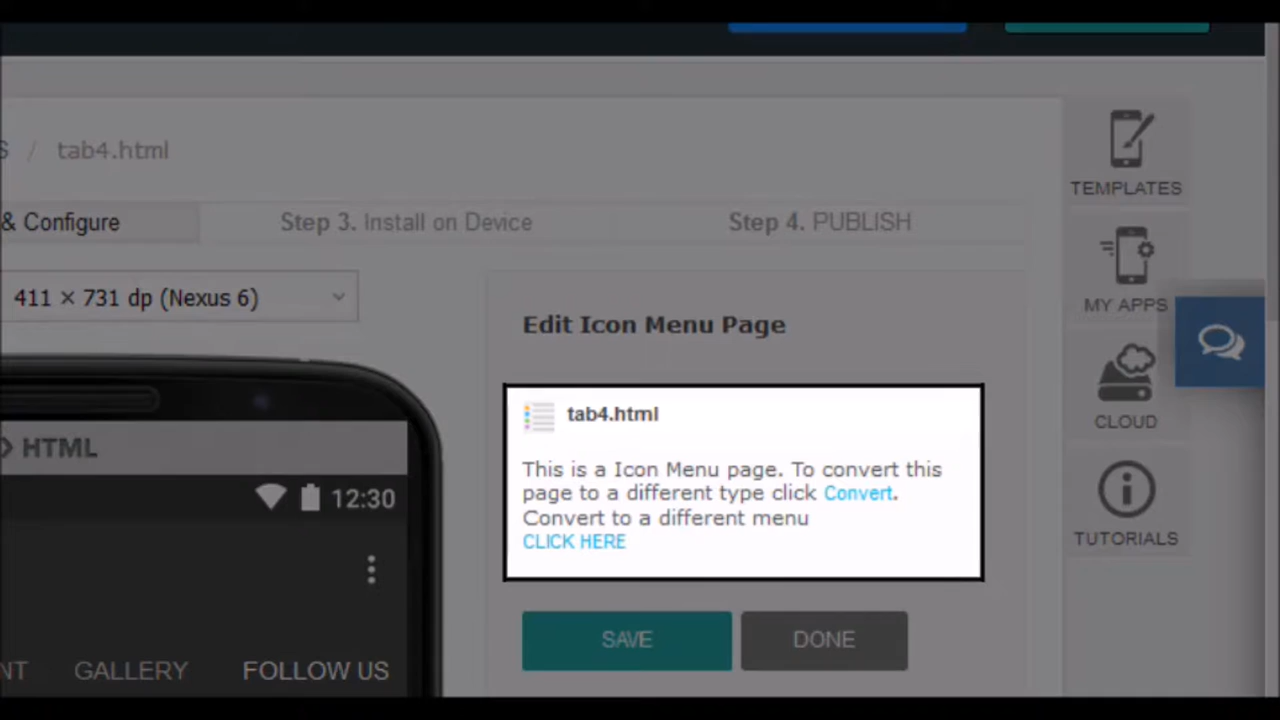 / tab4.html
TEMPLATES
& Configure
Step 3. Install on Device
Step 4. PUBLISH
411 × 731 dp (Nexus 6)
MY APPS
Edit Icon Menu Page
tab4.html
CLOUD
HTML
This is a Icon Menu page. To convert this
page to a different type click Convert.
12:30
Convert to a different menu
CLICK HERE
TUTORIALS
SAVE
DONE
GALLERY
FOLLOW US